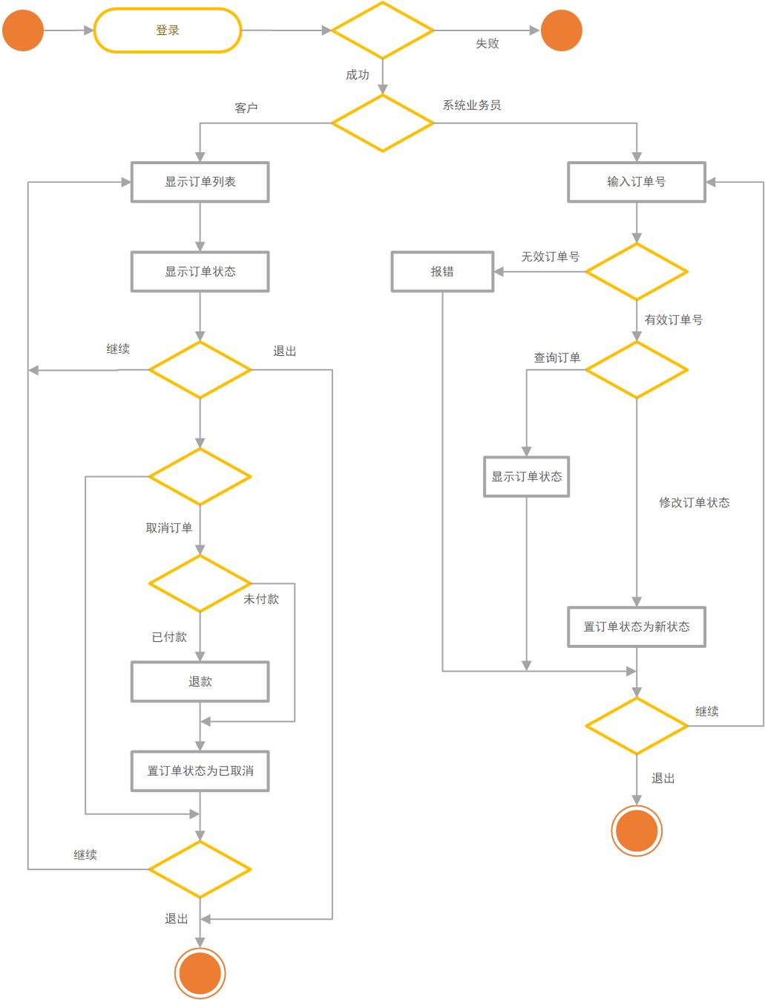 登录
失败
成功
客户
系统业务员
显示订单列表
输入订单号
无效订单号
显示订单状态
报错
有效订单号
继续
退出
查询订单
显示订单状态
修改订单状态
取消订单
未付款
已付款
置订单状态为新状态
退款
继续
置订单状态为已取消
退出
继续
退出